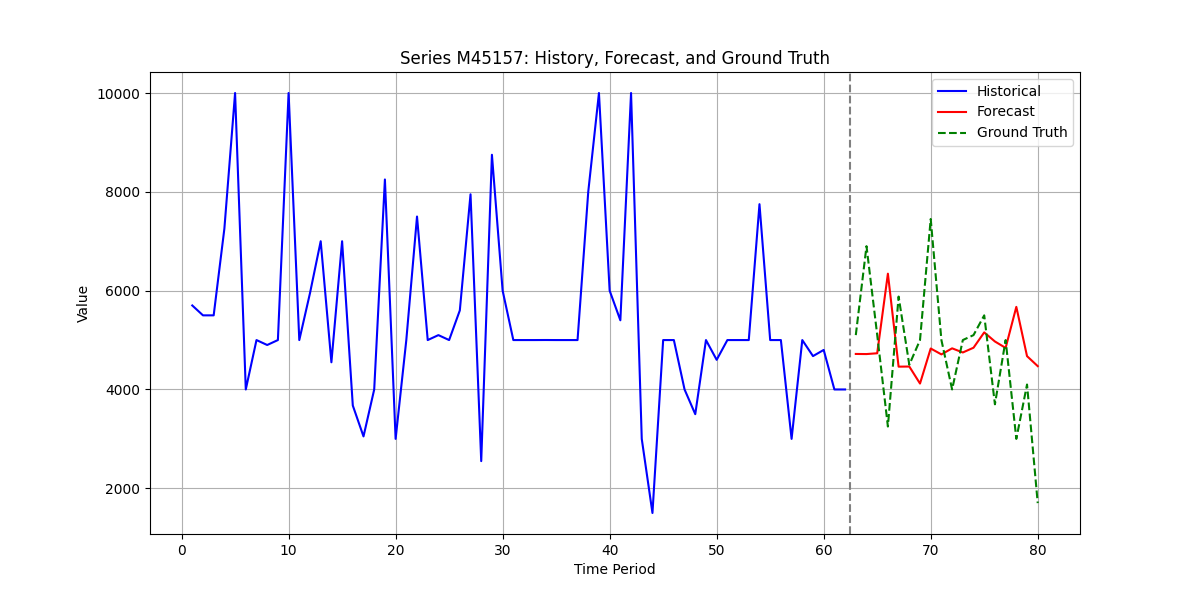 Series M45157: History, Forecast, and Ground Truth
Historical
Forecast
Ground Truth
Value
10000
8000
6000
4000
2000
0 10 20 30 40 50 60 70 80
Time Period